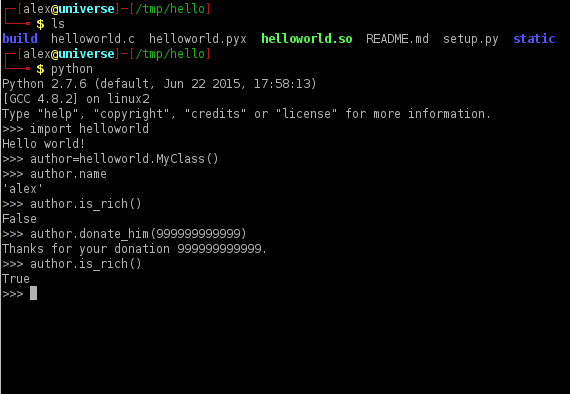 ┌─[alex@universe]-[/tmp/hello]
└──╼ $ ls
build  helloworld.c  helloworld.pyx  helloworld.so  README.md  setup.py  static
┌─[alex@universe]-[/tmp/hello]
└──╼ $ python
Python 2.7.6 (default, Jun 22 2015, 17:58:13)
[GCC 4.8.2] on linux2
Type "help", "copyright", "credits" or "license" for more information.
>>> import helloworld
Hello world!
>>> author=helloworld.MyClass()
>>> author.name
'alex'
>>> author.is_rich()
False
>>> author.donate_him(999999999999)
Thanks for your donation 999999999999.
>>> author.is_rich()
True
>>>